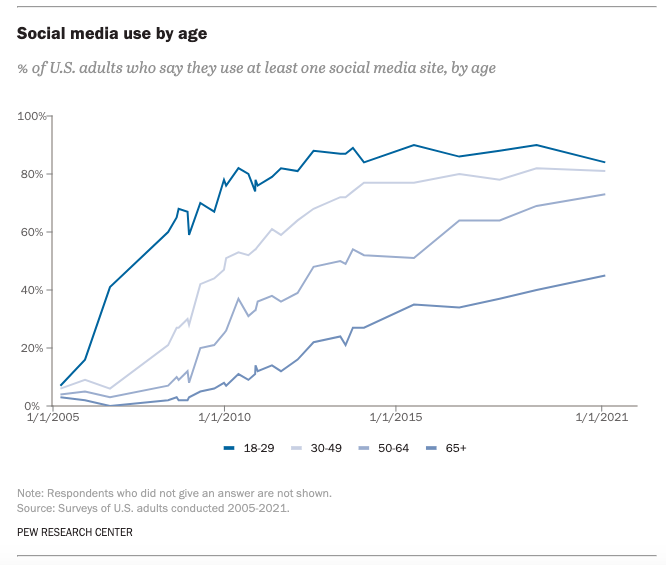 Social media use by age
% of U.S. adults who say they use at least one social media site, by age
100%
80%
60%
40%
20%
0%
1/1/2005 1/1/2010 1/1/2015 1/1/2021
18-29 30-49 50-64 65+
Note: Respondents who did not give an answer are not shown.
Source: Surveys of U.S. adults conducted 2005-2021.
PEW RESEARCH CENTER